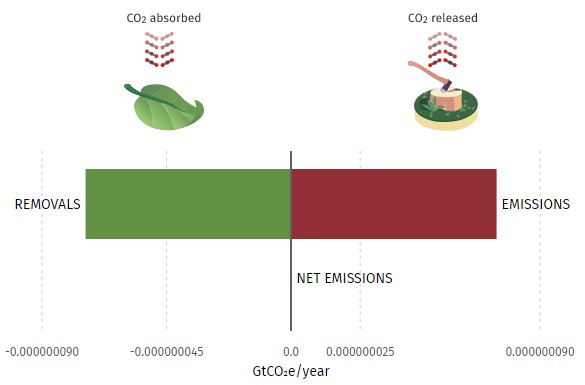 CO₂ absorbed
CO₂ released
REMOVALS
EMISSIONS
NET EMISSIONS
-0.000000090
-0.000000045
0.0
0.000000025
0.000000090
GtCO₂e/year